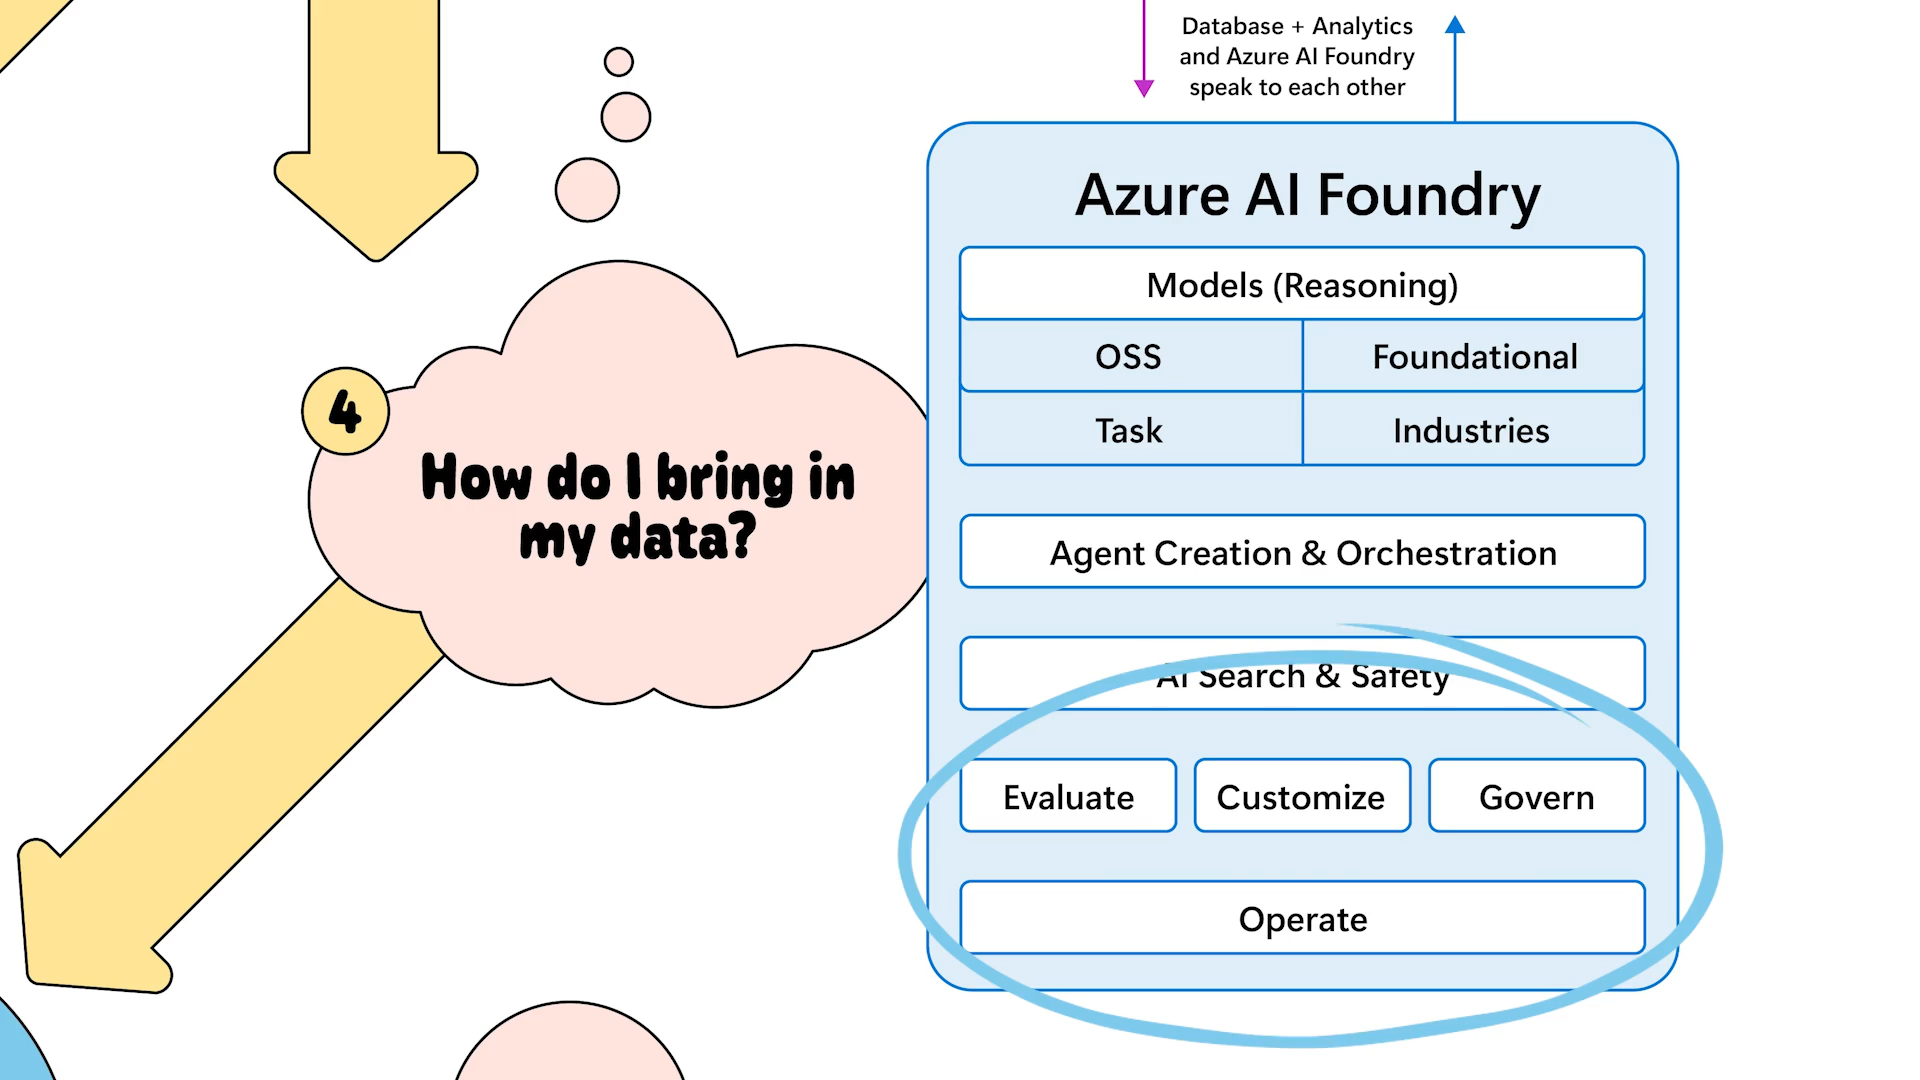 Database + Analytics
and Azure AI Foundry
speak to each other
4
How do I bring in
my data?
Azure AI Foundry
Models (Reasoning)
OSS
Foundational
Task
Industries
Agent Creation & Orchestration
AI Search & Safety
Evaluate
Customize
Govern
Operate